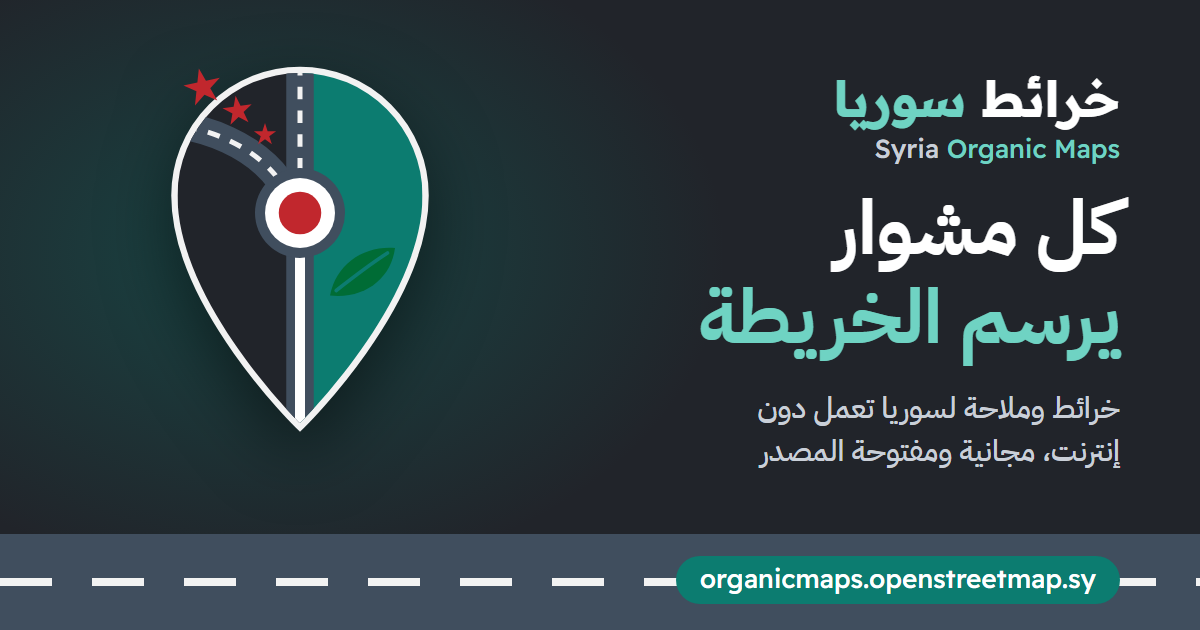 خرائط سوريا
Syria Organic Maps
كل مشوار
يرسم الخريطة
خرائط وملاحة لسوريا تعمل دون
إنترنت، مجانية ومفتوحة المصدر
organicmaps.openstreetmap.sy